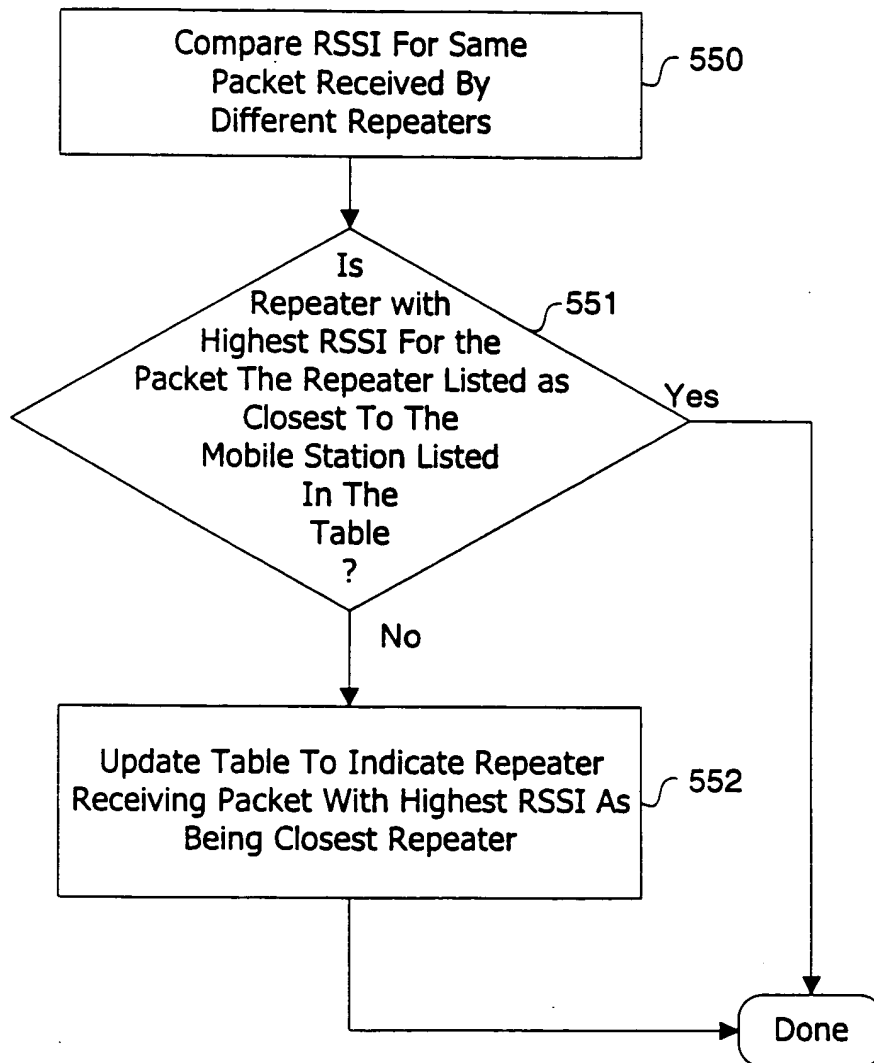 Compare RSSI For Same
Packet Received By
Different Repeaters
550
Is
Repeater with
Highest RSSI For the
Packet The Repeater Listed as
Closest To The
Mobile Station Listed
In The
Table
?
551
Yes
No
Update Table To Indicate Repeater
Receiving Packet With Highest RSSI As
Being Closest Repeater
552
Done